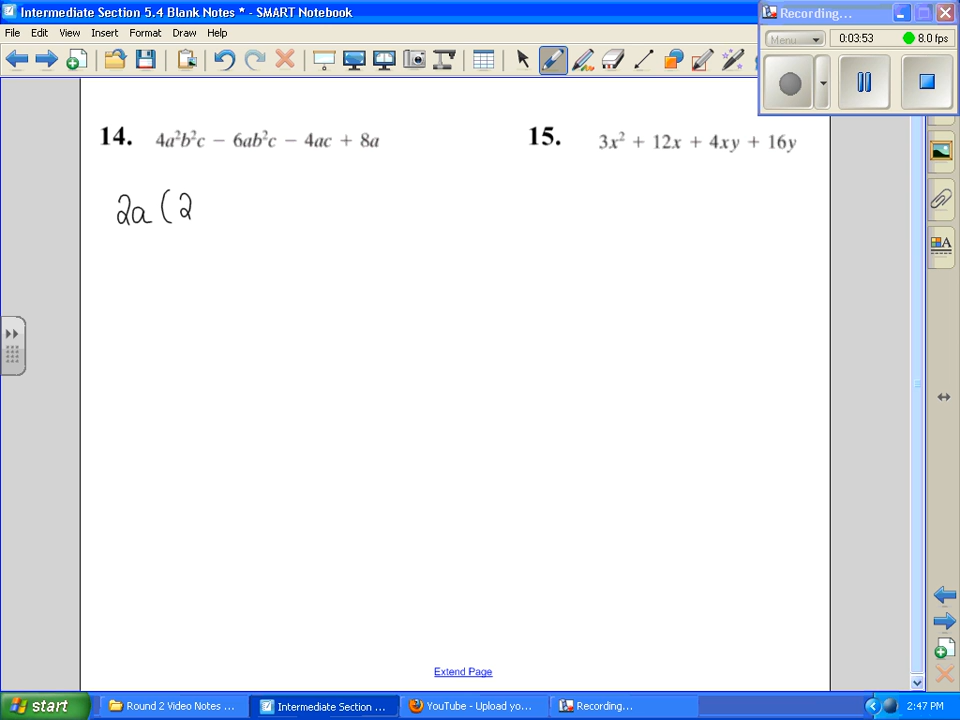 Intermediate Section 5.4 Blank Notes * - SMART Notebook
Recording...
File Edit View Insert Format Draw Help
Menu 0:03:53 8.0 fps
14. 4a²b²c − 6ab²c − 4ac + 8a
15. 3x² + 12x + 4xy + 16y
2a (2
Extend Page
start Round 2 Video Notes ... Intermediate Section ... YouTube - Upload yo... Recording... 2:47 PM